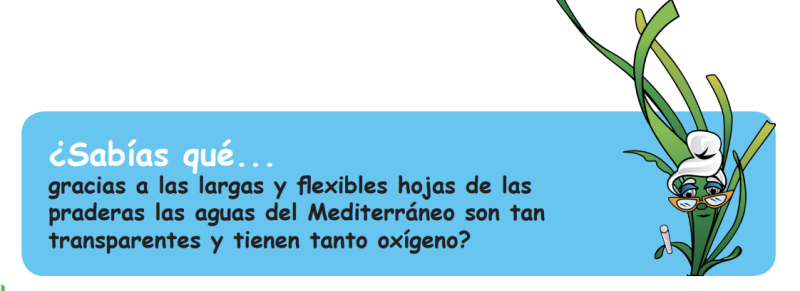 ¿Sabías qué...
gracias a las largas y flexibles hojas de las
praderas las aguas del Mediterráneo son tan
transparentes y tienen tanto oxígeno?